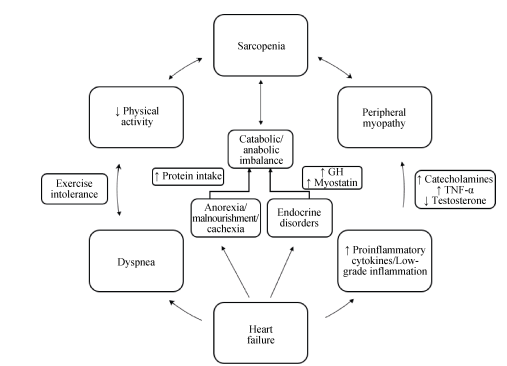 Sarcopenia
↓ Physical
activity
Peripheral
myopathy
Catabolic/
anabolic
imbalance
↑ Protein intake
↑ GH
↑ Myostatin
Exercise
intolerance
↑ Catecholamines
↑ TNF-α
↓ Testosterone
Anorexia/
malnourishment/
cachexia
Endocrine
disorders
Dyspnea
↑ Proinflammatory
cytokines/Low-
grade inflammation
Heart
failure